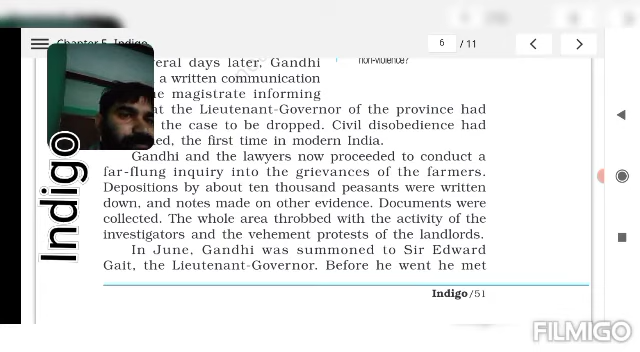 Chapter 5 Indigo
6 / 11
eral days later, Gandhi
non-violence?
a written communication
e magistrate informing
at the Lieutenant-Governor of the province had
the case to be dropped. Civil disobedience had
ed, the first time in modern India.
Gandhi and the lawyers now proceeded to conduct a
far-flung inquiry into the grievances of the farmers.
Depositions by about ten thousand peasants were written
down, and notes made on other evidence. Documents were
collected. The whole area throbbed with the activity of the
investigators and the vehement protests of the landlords.
In June, Gandhi was summoned to Sir Edward
Gait, the Lieutenant-Governor. Before he went he met
Indigo/51
Indigo
FILMIGO